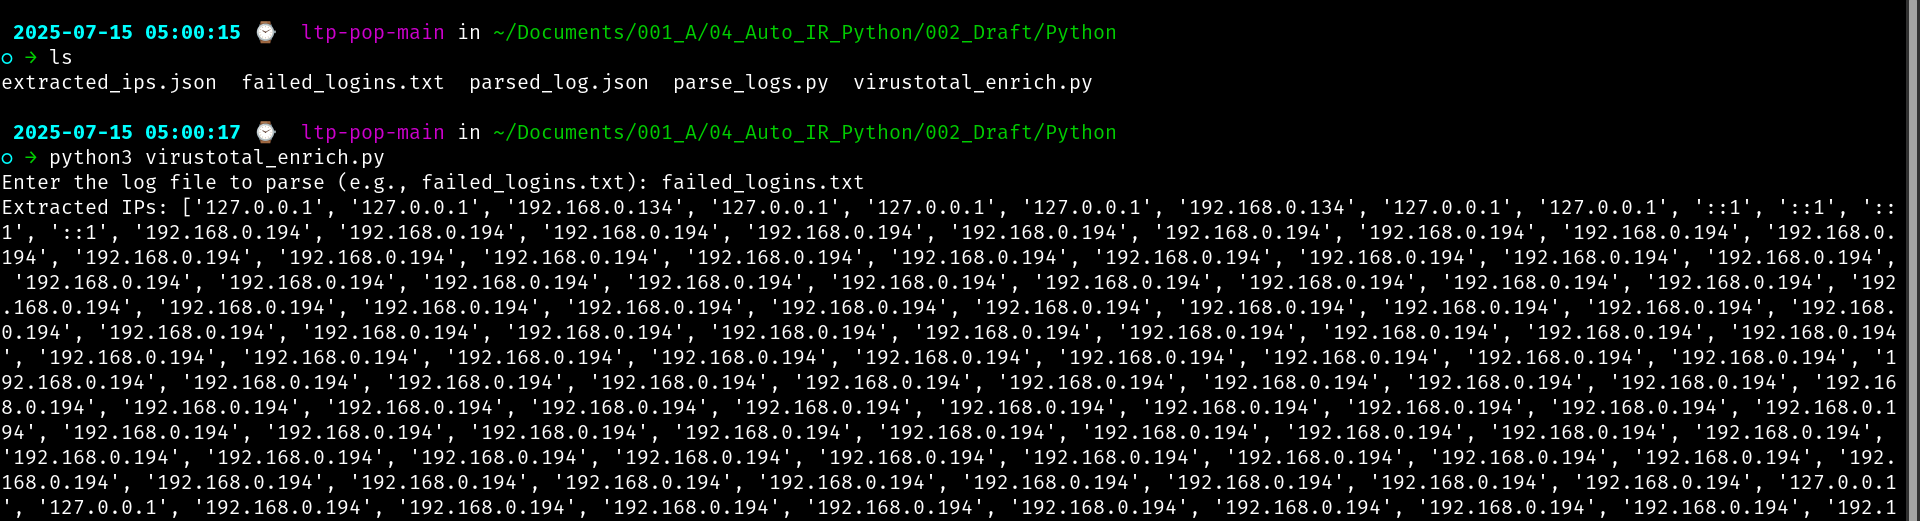 2025-07-15 05:00:15 ⌚ ltp-pop-main in ~/Documents/001_A/04_Auto_IR_Python/002_Draft/Python
○ → ls
extracted_ips.json  failed_logins.txt  parsed_log.json  parse_logs.py  virustotal_enrich.py
2025-07-15 05:00:17 ⌚ ltp-pop-main in ~/Documents/001_A/04_Auto_IR_Python/002_Draft/Python
○ → python3 virustotal_enrich.py
Enter the log file to parse (e.g., failed_logins.txt): failed_logins.txt
Extracted IPs: ['127.0.0.1', '127.0.0.1', '192.168.0.134', '127.0.0.1', '127.0.0.1', '127.0.0.1', '192.168.0.134', '127.0.0.1', '127.0.0.1', '::1', '::1', '::
1', '::1', '192.168.0.194', '192.168.0.194', '192.168.0.194', '192.168.0.194', '192.168.0.194', '192.168.0.194', '192.168.0.194', '192.168.0.194', '192.168.0.
194', '192.168.0.194', '192.168.0.194', '192.168.0.194', '192.168.0.194', '192.168.0.194', '192.168.0.194', '192.168.0.194', '192.168.0.194', '192.168.0.194',
'192.168.0.194', '192.168.0.194', '192.168.0.194', '192.168.0.194', '192.168.0.194', '192.168.0.194', '192.168.0.194', '192.168.0.194', '192.168.0.194', '192
.168.0.194', '192.168.0.194', '192.168.0.194', '192.168.0.194', '192.168.0.194', '192.168.0.194', '192.168.0.194', '192.168.0.194', '192.168.0.194', '192.168.
0.194', '192.168.0.194', '192.168.0.194', '192.168.0.194', '192.168.0.194', '192.168.0.194', '192.168.0.194', '192.168.0.194', '192.168.0.194', '192.168.0.194
', '192.168.0.194', '192.168.0.194', '192.168.0.194', '192.168.0.194', '192.168.0.194', '192.168.0.194', '192.168.0.194', '192.168.0.194', '192.168.0.194', '1
92.168.0.194', '192.168.0.194', '192.168.0.194', '192.168.0.194', '192.168.0.194', '192.168.0.194', '192.168.0.194', '192.168.0.194', '192.168.0.194', '192.16
8.0.194', '192.168.0.194', '192.168.0.194', '192.168.0.194', '192.168.0.194', '192.168.0.194', '192.168.0.194', '192.168.0.194', '192.168.0.194', '192.168.0.1
94', '192.168.0.194', '192.168.0.194', '192.168.0.194', '192.168.0.194', '192.168.0.194', '192.168.0.194', '192.168.0.194', '192.168.0.194', '192.168.0.194',
'192.168.0.194', '192.168.0.194', '192.168.0.194', '192.168.0.194', '192.168.0.194', '192.168.0.194', '192.168.0.194', '192.168.0.194', '192.168.0.194', '192.
168.0.194', '192.168.0.194', '192.168.0.194', '192.168.0.194', '192.168.0.194', '192.168.0.194', '192.168.0.194', '192.168.0.194', '192.168.0.194', '127.0.0.1
', '127.0.0.1', '192.168.0.194', '192.168.0.194', '192.168.0.194', '192.168.0.194', '192.168.0.194', '192.168.0.194', '192.168.0.194', '192.168.0.194', '192.1